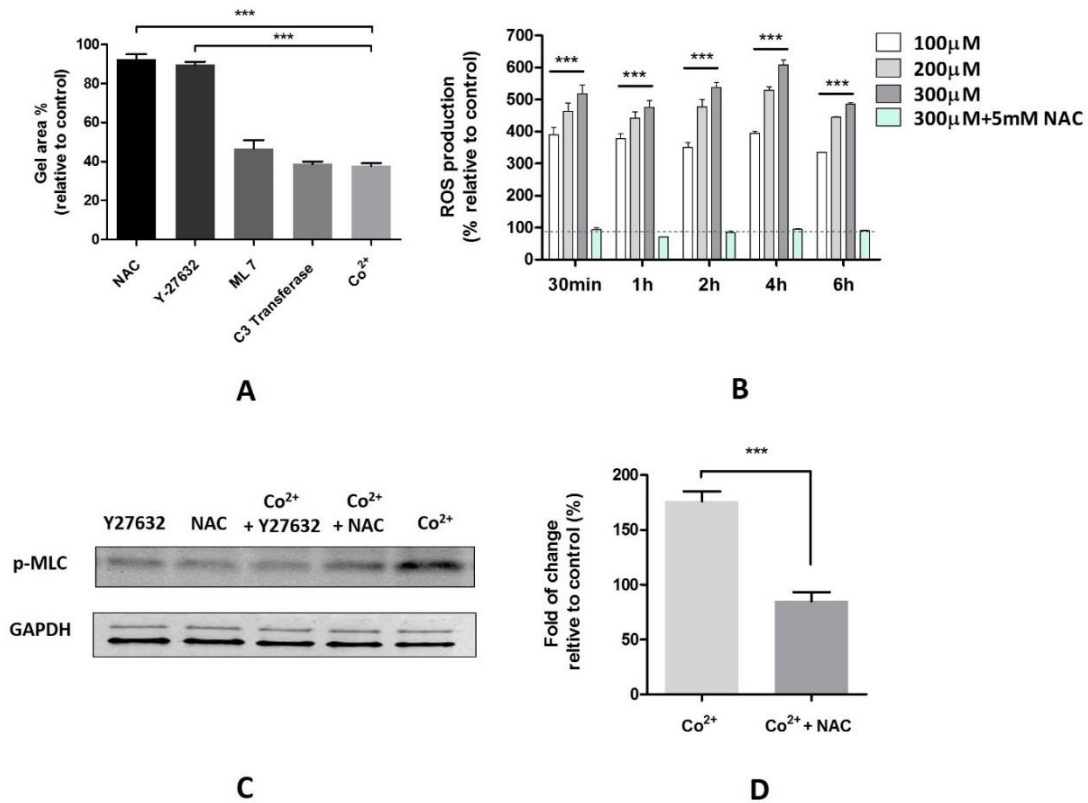 ***
***
Gel area %
(relative to control)
100
80
60
40
20
0
NAC
Y-27632
ML 7
C3 Transferase
Co²⁺
A
ROS production
(% relative to control)
700
600
500
400
300
200
100
0
***
***
***
***
***
30min
1h
2h
4h
6h
100μM
200μM
300μM
300μM+5mM NAC
B
Y27632
NAC
Co²⁺
+ Y27632
Co²⁺
+ NAC
Co²⁺
p-MLC
GAPDH
C
***
Fold of change
reltive to control (%)
200
150
100
50
0
Co²⁺
Co²⁺ + NAC
D